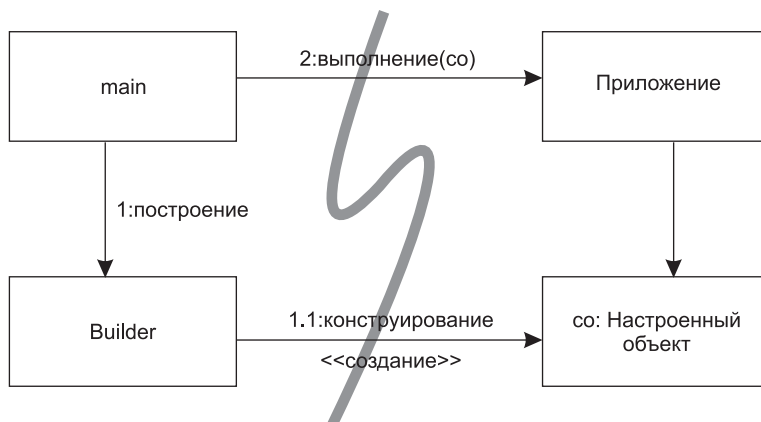 2:выполнение(co)
main
Приложение
1:построение
Builder
1.1:конструирование
<<создание>>
co: Настроенный
объект